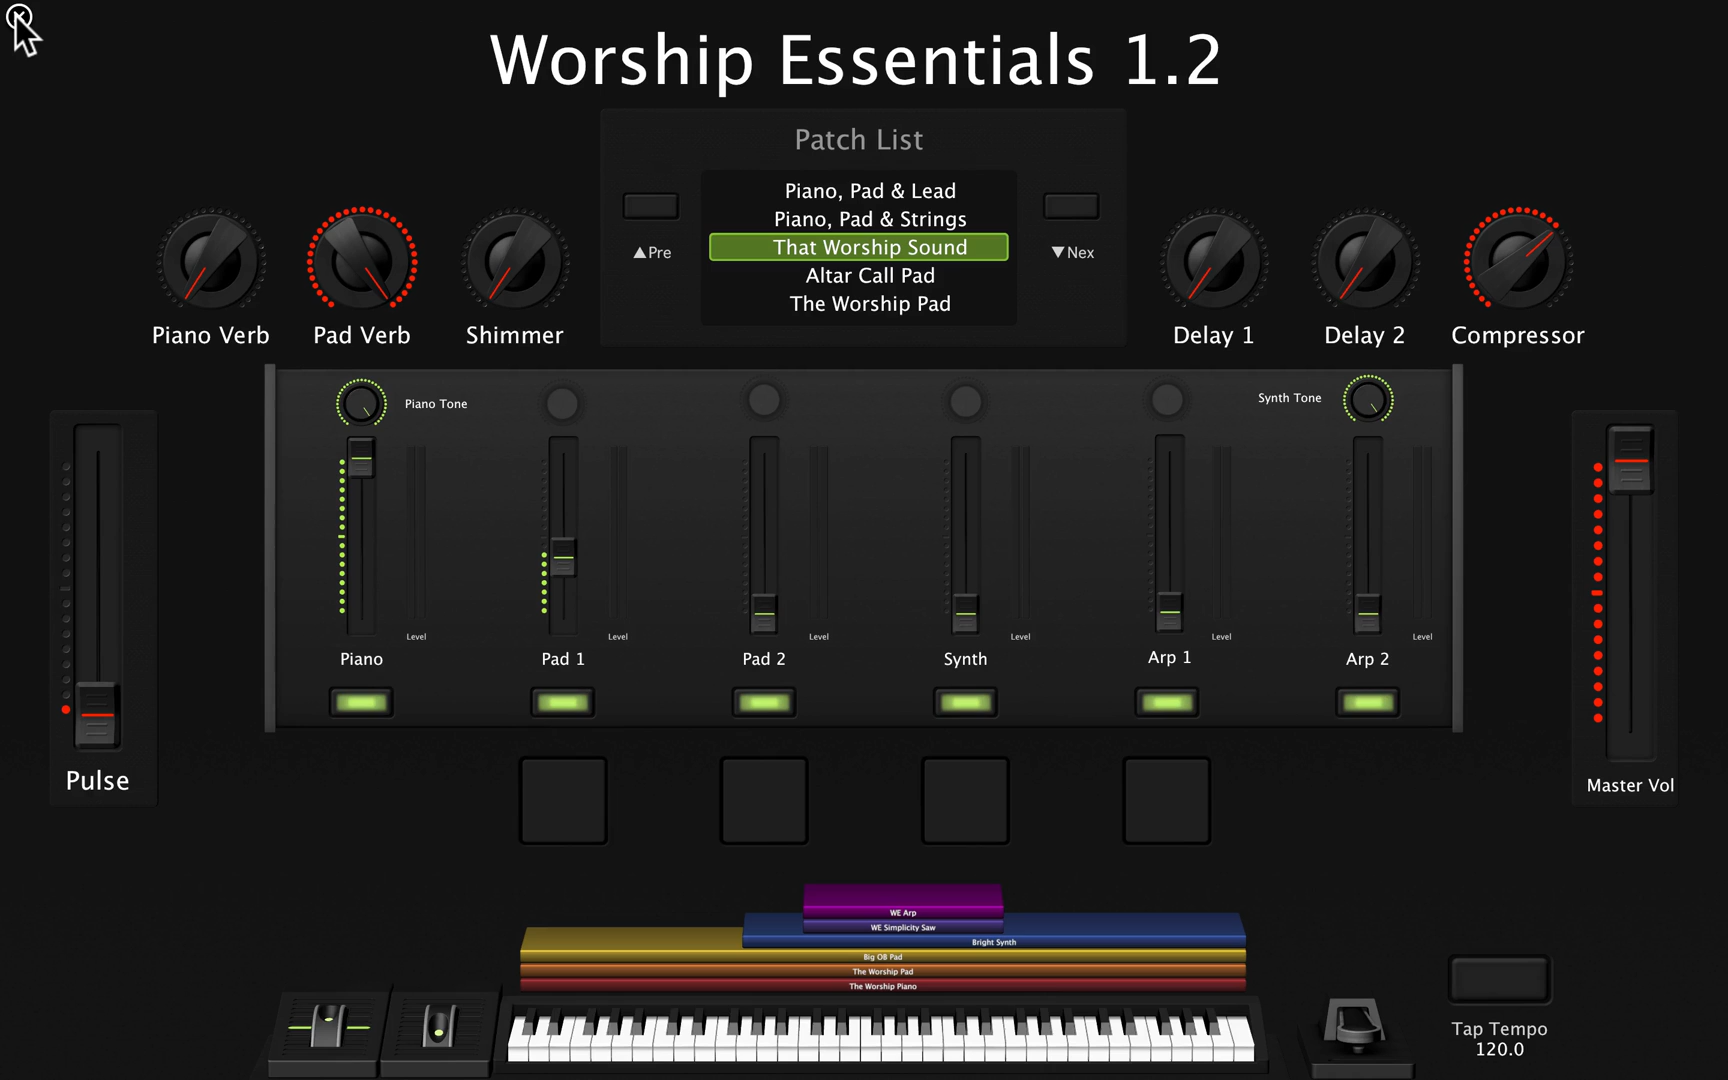 Worship Essentials 1.2
Patch List
Piano, Pad & Lead
Piano, Pad & Strings
That Worship Sound
Altar Call Pad
The Worship Pad
▲Pre
▼Nex
Piano Verb
Pad Verb
Shimmer
Delay 1
Delay 2
Compressor
Piano Tone
Synth Tone
Level
Level
Level
Level
Level
Level
Piano
Pad 1
Pad 2
Synth
Arp 1
Arp 2
Pulse
Master Vol
WE Arp
WE Simplicity Saw
Bright Synth
Big OB Pad
The Worship Pad
The Worship Piano
Tap Tempo
120.0